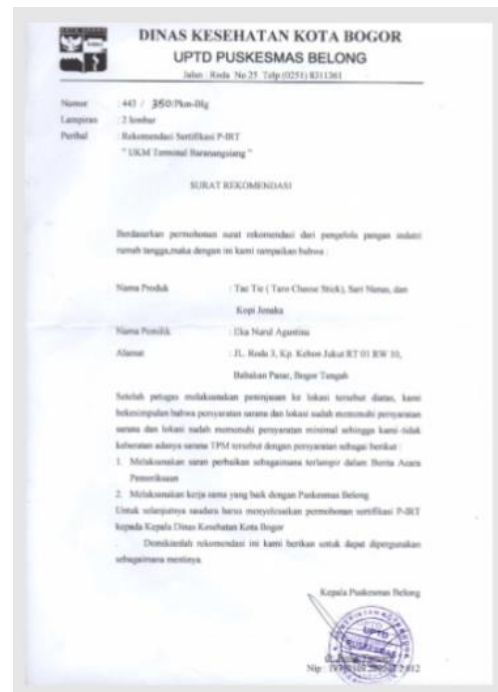 DINAS KESEHATAN KOTA BOGOR
UPTD PUSKESMAS BELONG
Jalan : Roda No.25 Telp (0251) 8311361
Nomor : 443 / 350/Pkm-Blg
Lampiran : 2 lembar
Perihal : Rekomendasi Sertifikasi P-IRT
" UKM Terminal Baranangsiang "
SURAT REKOMENDASI
Berdasarkan permohonan surat rekomendasi dari pengelola pangan industri
rumah tangga,maka dengan ini kami sampaikan bahwa :
Nama Produk : Tac Tic ( Taro Cheese Stick), Sari Nanas, dan
Kopi Jonaka
Nama Pemilik : Eka Nurul Agustina
Alamat : JL. Roda 3, Kp. Kebon Jukut RT 01 RW 10,
Babakan Pasar, Bogor Tengah
Setelah petugas melaksanakan peninjauan ke lokasi tersebut diatas, kami
bekesimpulan bahwa persyaratan sarana dan lokasi sudah memenuhi persyaratan
sarana dan lokasi sudah memenuhi persyaratan minimal sehingga kami tidak
keberatan adanya sarana TPM tersebut dengan persyaratan sebagai berikut :
1. Melaksanakan saran perbaikan sebagaimana terlampir dalam Berita Acara
Pemeriksaan
2. Melaksanakan kerja sama yang baik dengan Puskesmas Belong
Untuk selanjutnya saudara harus menyelesaikan permohonan sertifikasi P-IRT
kepada Kepala Dinas Kesehatan Kota Bogor
Demikianlah rekomendasi ini kami berikan untuk dapat dipergunakan
sebagaimana mestinya.
Kepala Puskesmas Belong
UPTD
PUSKESMAS
Nip :